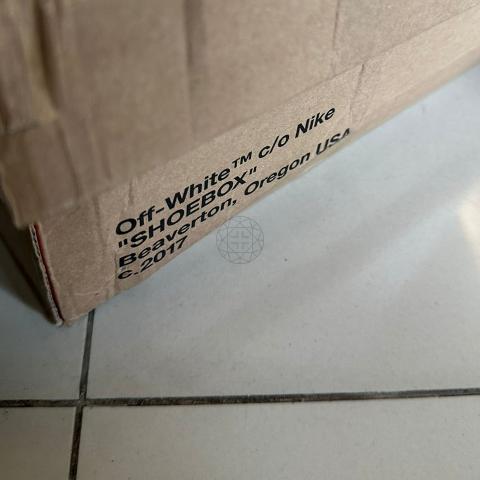 Off-White™ c/o Nike
"SHOEBOX"
Beaverton, Oregon USA
c.2017